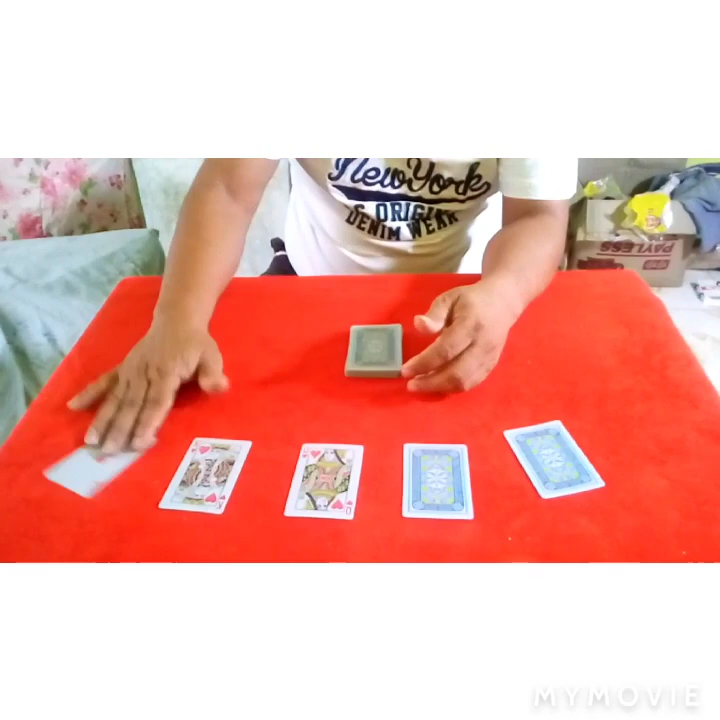 New York
& ORIGI
DENIM WEAR
PAYLESS
K
Q
MYMOVIE